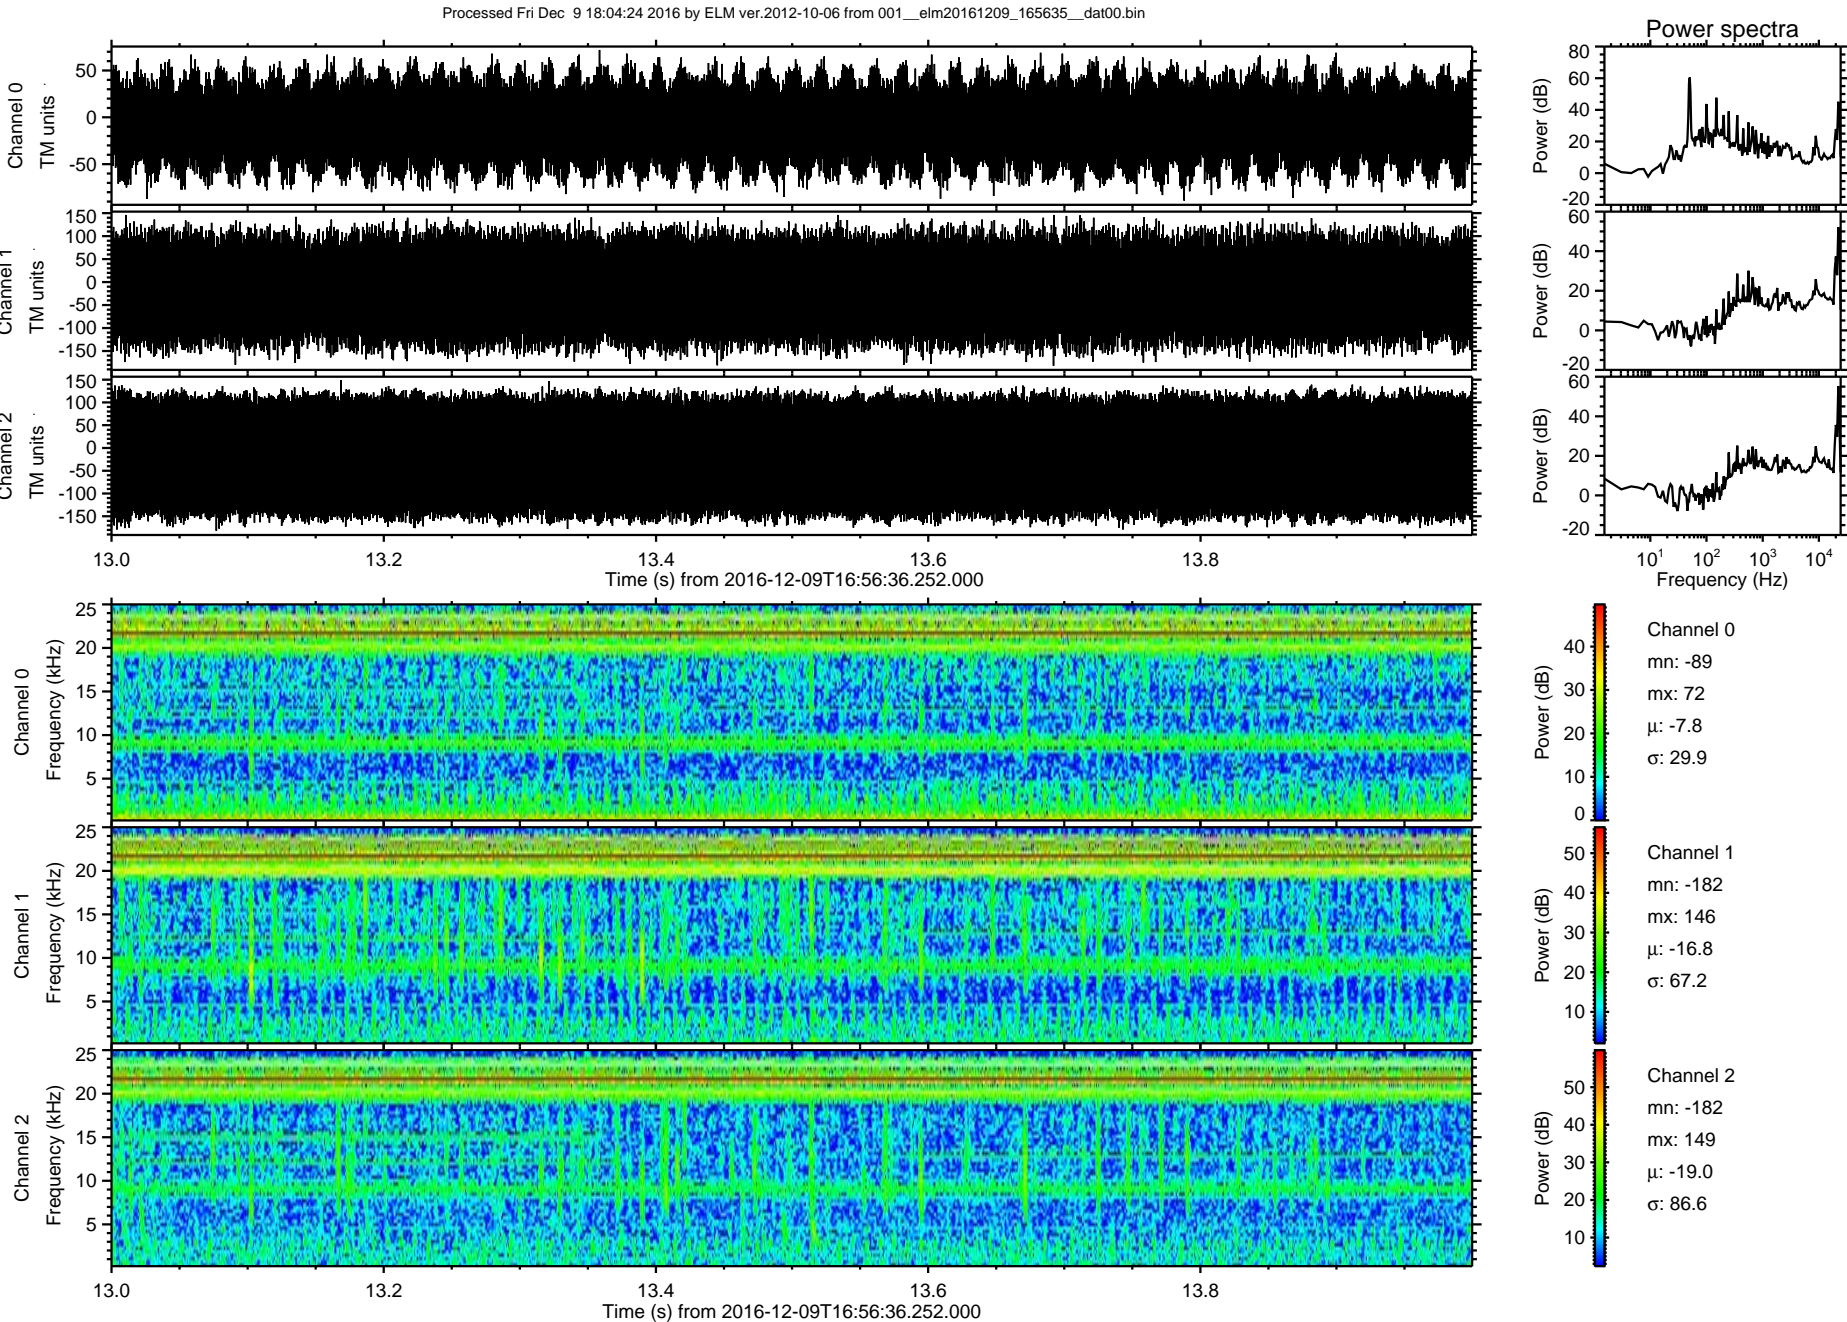 Processed Fri Dec  9 18:04:24 2016 by ELM ver.2012-10-06 from 001__elm20161209_165635__dat00.bin
Power spectra
Channel 0
TM units
50
0
-50
Power (dB)
80
60
40
20
0
-20
Channel 1
TM units
150
100
50
0
-50
-100
-150
Power (dB)
60
40
20
0
-20
Channel 2
TM units
150
100
50
0
-50
-100
-150
Power (dB)
60
40
20
0
-20
13.0 13.2 13.4 13.6 13.8
Time (s) from 2016-12-09T16:56:36.252.000
10¹ 10² 10³ 10⁴
Frequency (Hz)
Channel 0
Frequency (kHz)
25
20
15
10
5
Power (dB)
40
30
20
10
0
Channel 0
mn: -89
mx: 72
μ: -7.8
σ: 29.9
Channel 1
Frequency (kHz)
25
20
15
10
5
Power (dB)
50
40
30
20
10
Channel 1
mn: -182
mx: 146
μ: -16.8
σ: 67.2
Channel 2
Frequency (kHz)
25
20
15
10
5
Power (dB)
50
40
30
20
10
Channel 2
mn: -182
mx: 149
μ: -19.0
σ: 86.6
13.0 13.2 13.4 13.6 13.8
Time (s) from 2016-12-09T16:56:36.252.000